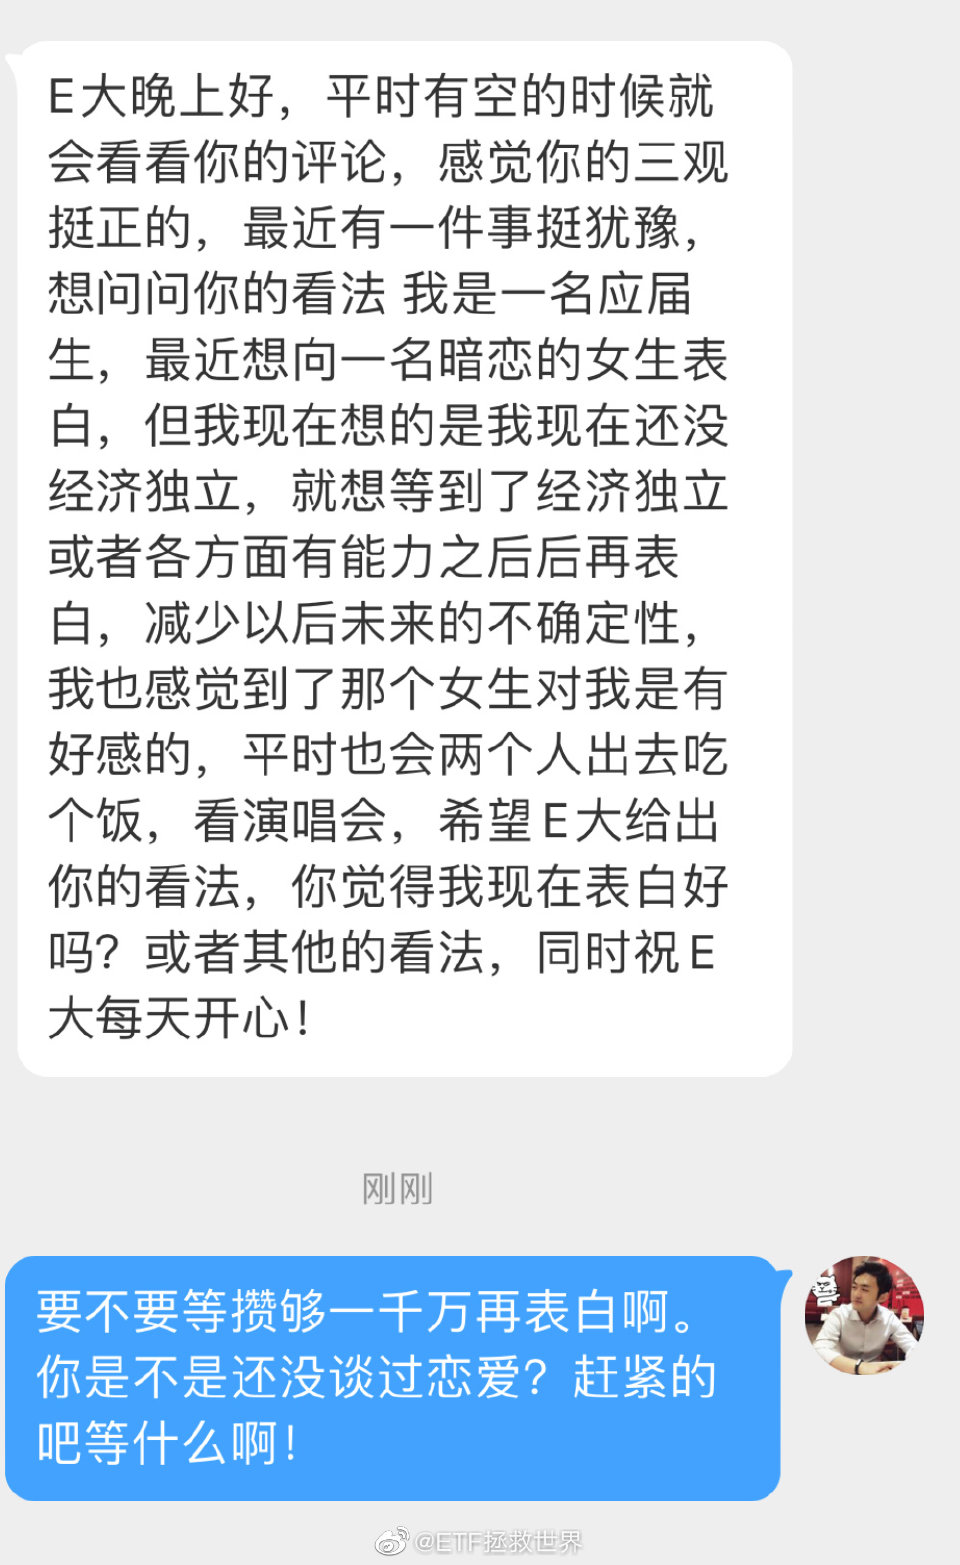 E大晚上好，平时有空的时候就
会看看你的评论，感觉你的三观
挺正的，最近有一件事挺犹豫，
想问问你的看法 我是一名应届
生，最近想向一名暗恋的女生表
白，但我现在想的是我现在还没
经济独立，就想等到了经济独立
或者各方面有能力之后后再表
白，减少以后未来的不确定性，
我也感觉到了那个女生对我是有
好感的，平时也会两个人出去吃
个饭，看演唱会，希望E大给出
你的看法，你觉得我现在表白好
吗？或者其他的看法，同时祝E
大每天开心！
刚刚
要不要等攒够一千万再表白啊。
你是不是还没谈过恋爱？赶紧的
吧等什么啊！
@ETF拯救世界